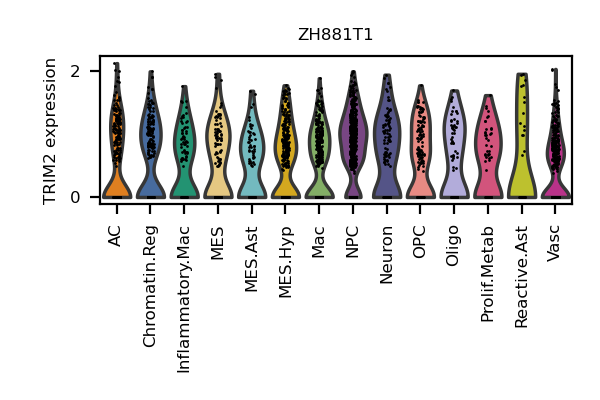 ZH881T1
TRIM2 expression
2
0
AC
Chromatin.Reg
Inflammatory.Mac
MES
MES.Ast
MES.Hyp
Mac
NPC
Neuron
OPC
Oligo
Prolif.Metab
Reactive.Ast
Vasc